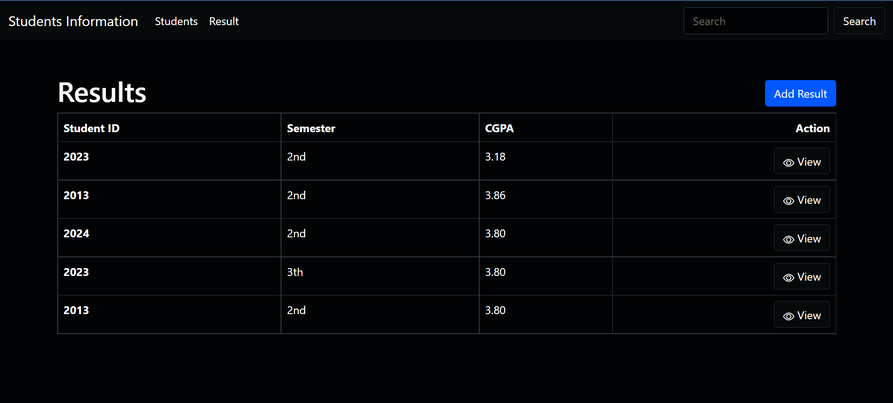 Students Information Students Result Search Search
Results Add Result
Student ID Semester CGPA Action
2023 2nd 3.18 View
2013 2nd 3.86 View
2024 2nd 3.80 View
2023 3th 3.80 View
2013 2nd 3.80 View